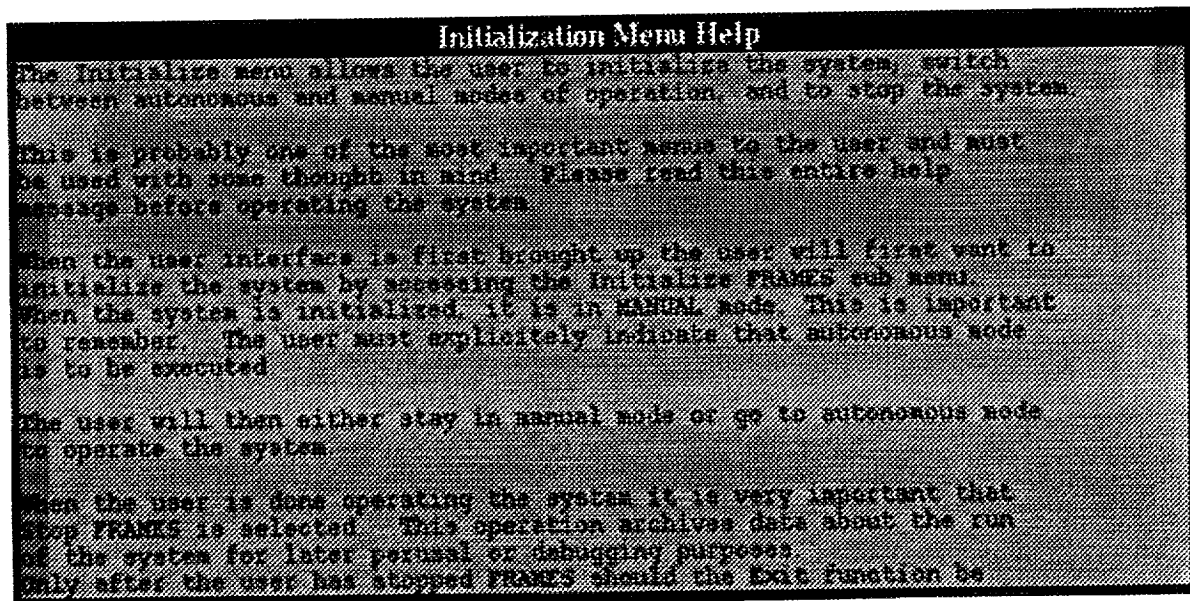 Initialization Menu Help
The Initialize menu allows the user to initialize the system, switch
between autonomous and manual modes of operation, and to stop the system.
This is probably one of the most important menus to the user and must
be used with some thought in mind. Please read this entire help
message before operating the system.
When the user interface is first brought up the user will first want to
initialize the system by accessing the Initialize FRAMES sub menu.
When the system is initialized, it is in MANUAL mode. This is important
to remember. The user must explicitely indicate that autonomous mode
is to be executed.
The user will then either stay in manual mode or go to autonomous mode
to operate the system.
When the user is done operating the system it is very important that
Stop FRAMES is selected. This operation archives data about the run
of the system for later perusal or debugging purposes.
Only after the user has stopped FRAMES should the Exit function be